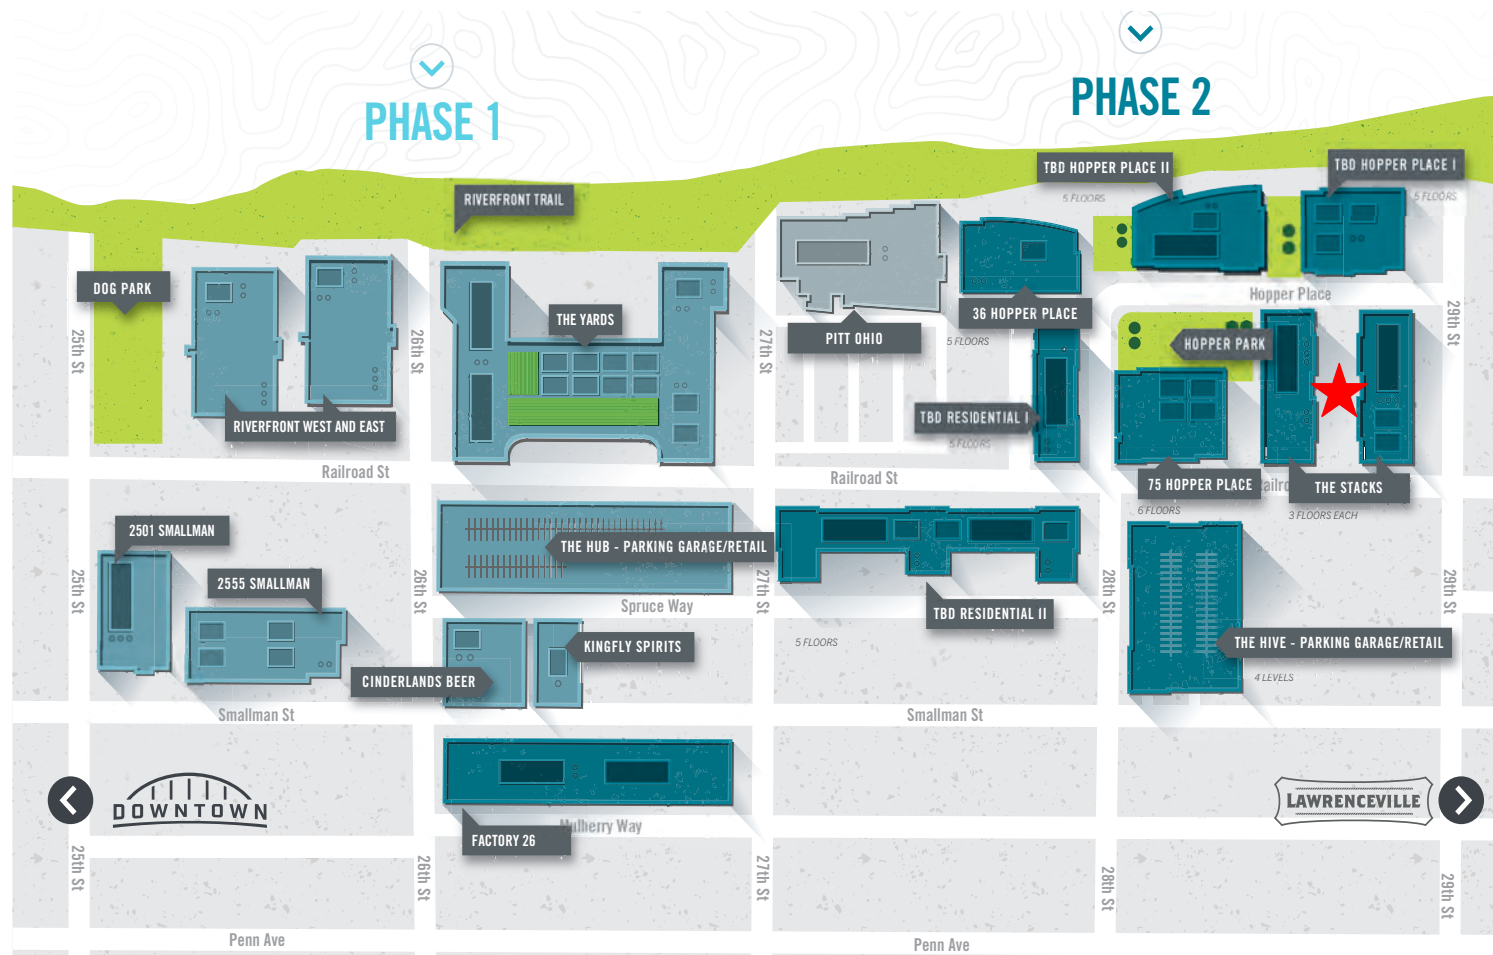 PHASE 1
PHASE 2
TBD HOPPER PLACE II
TBD HOPPER PLACE I
5 FLOORS
5 FLOORS
RIVERFRONT TRAIL
DOG PARK
THE YARDS
PITT OHIO
36 HOPPER PLACE
5 FLOORS
Hopper Place
HOPPER PARK
25th St
26th St
27th St
29th St
RIVERFRONT WEST AND EAST
TBD RESIDENTIAL I
5 FLOORS
Railroad St
Railroad St
75 HOPPER PLACE
THE STACKS
6 FLOORS
3 FLOORS EACH
2501 SMALLMAN
2555 SMALLMAN
THE HUB - PARKING GARAGE/RETAIL
25th St
26th St
27th St
28th St
29th St
Spruce Way
TBD RESIDENTIAL II
5 FLOORS
KINGFLY SPIRITS
THE HIVE - PARKING GARAGE/RETAIL
CINDERLANDS BEER
4 LEVELS
Smallman St
Smallman St
DOWNTOWN
LAWRENCEVILLE
Mulberry Way
FACTORY 26
25th St
26th St
27th St
28th St
29th St
Penn Ave
Penn Ave